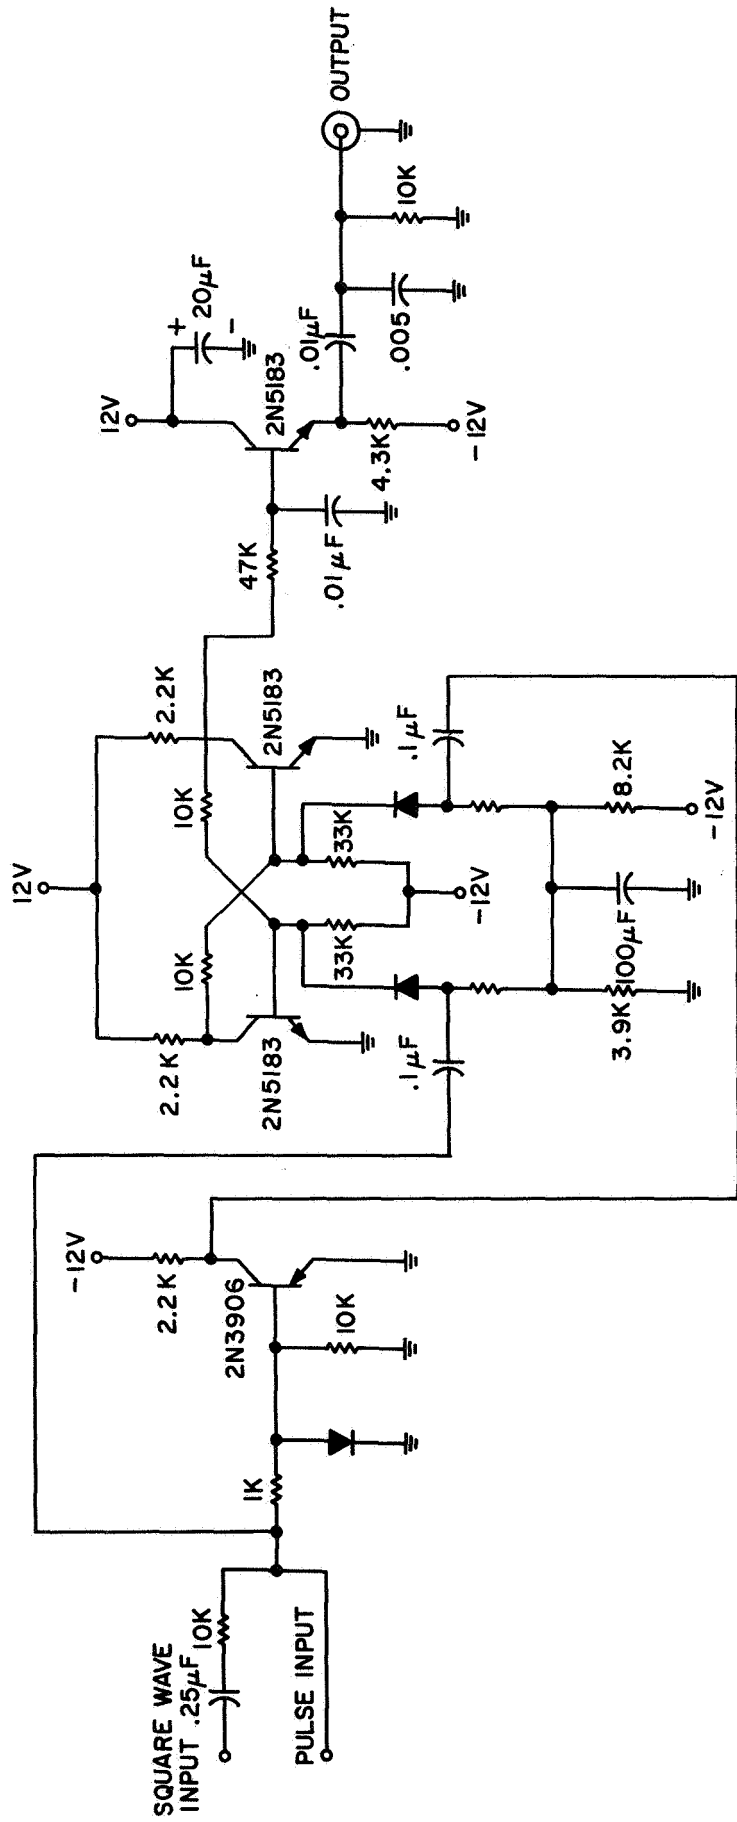 SQUARE WAVE
INPUT .25µF
10K
PULSE INPUT
1K
-12V
2.2K
2N3906
10K
12V
2.2K
10K
2N5183
33K
.1µF
3.9K
100µF
-12V
33K
10K
2.2K
2N5183
.1µF
8.2K
-12V
47K
.01µF
12V
+
20µF
-
2N5183
4.3K
-12V
.01µF
.005
10K
OUTPUT